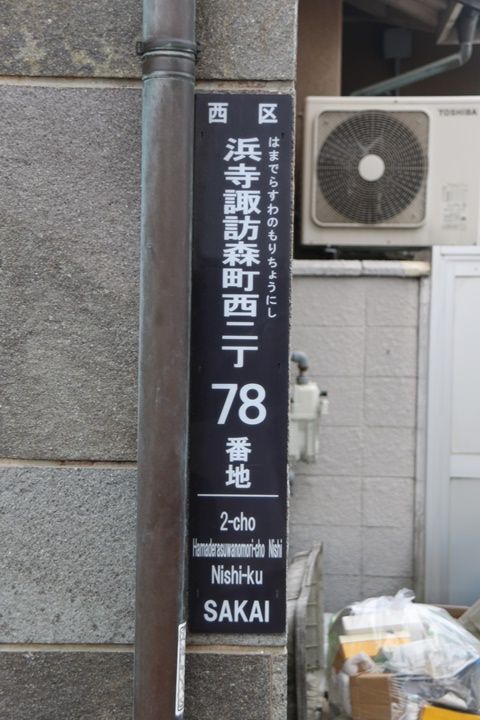 西区
浜寺諏訪森町西二丁
はまでらすわのもりちょうにし
78
番地
2-cho
Hamaderasuwanomori-cho Nishi
Nishi-ku
SAKAI
TOSHIBA